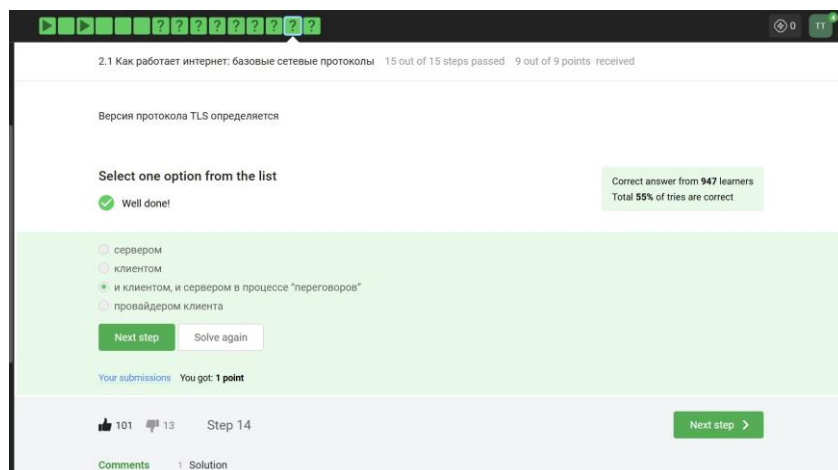 ? ? ? ? ? ? ? ? ?
0
TT
4
2.1 Как работает интернет: базовые сетевые протоколы 15 out of 15 steps passed 9 out of 9 points received
Версия протокола TLS определяется
Select one option from the list
Well done!
Correct answer from 947 learners
Total 55% of tries are correct
сервером
клиентом
и клиентом, и сервером в процессе "переговоров"
провайдером клиента
Next step Solve again
Your submissions You got: 1 point
101 13 Step 14
Next step
Comments 1 Solution